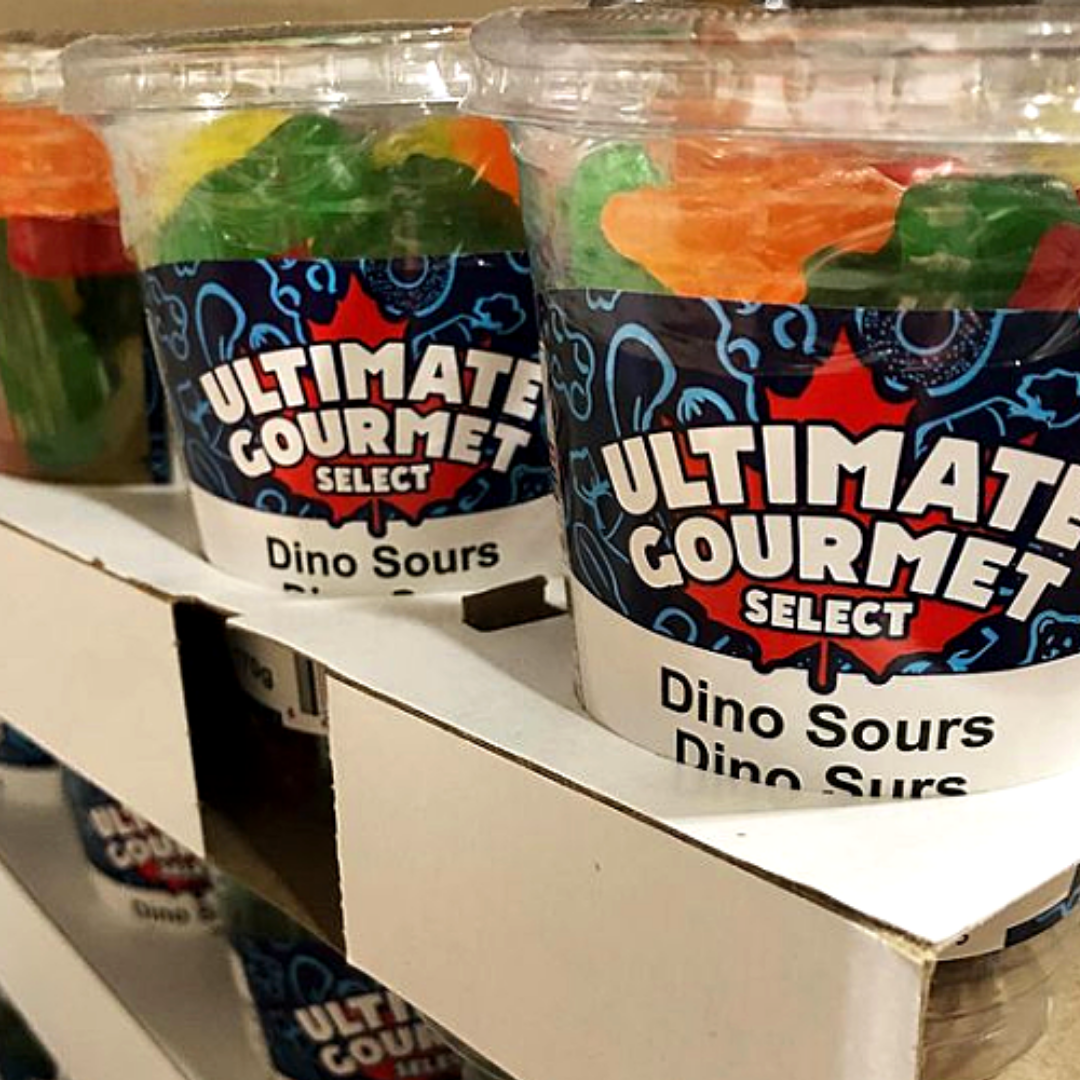 ULTIMATE
GOURMET
SELECT
Dino Sours
ULTIMATE
GOURMET
SELECT
Dino Sours
Dino Surs